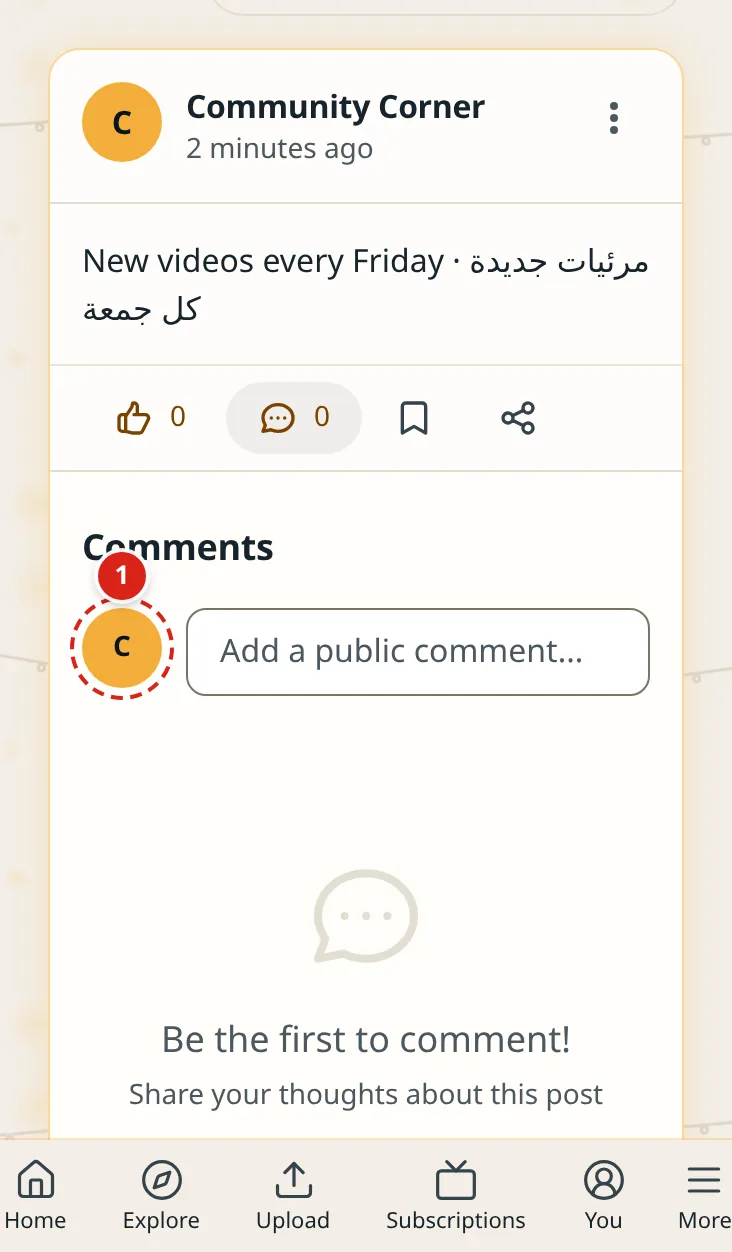 C
Community Corner
2 minutes ago
New videos every Friday · مرئيات جديدة
كل جمعة
0
0
Comments
1
C
Add a public comment...
Be the first to comment!
Share your thoughts about this post
Home Explore Upload Subscriptions You More